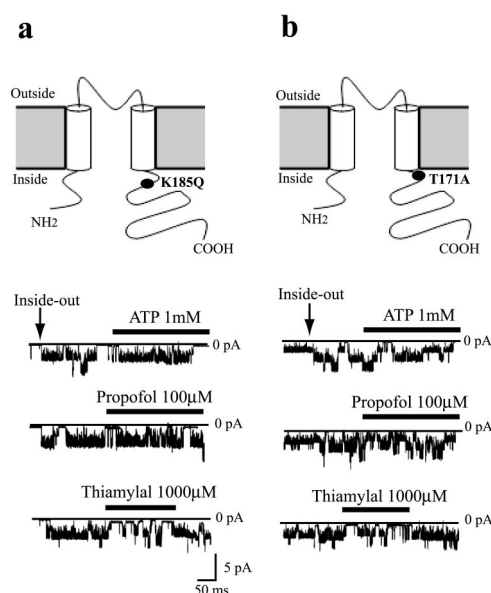 a
b
Outside
Inside
K185Q
NH2
COOH
Outside
Inside
T171A
NH2
COOH
Inside-out
ATP 1mM
0 pA
Propofol 100μM
0 pA
Thiamylal 1000μM
0 pA
5 pA
50 ms
Inside-out
ATP 1mM
0 pA
Propofol 100μM
0 pA
Thiamylal 1000μM
0 pA